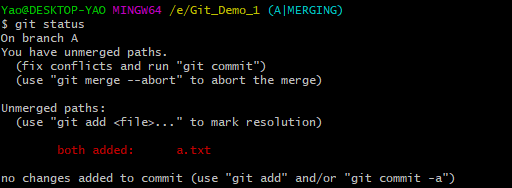 Yao@DESKTOP-YAO MINGW64 /e/Git_Demo_1 (A|MERGING)
$ git status
On branch A
You have unmerged paths.
  (fix conflicts and run "git commit")
  (use "git merge --abort" to abort the merge)

Unmerged paths:
  (use "git add <file>..." to mark resolution)

        both added:      a.txt

no changes added to commit (use "git add" and/or "git commit -a")